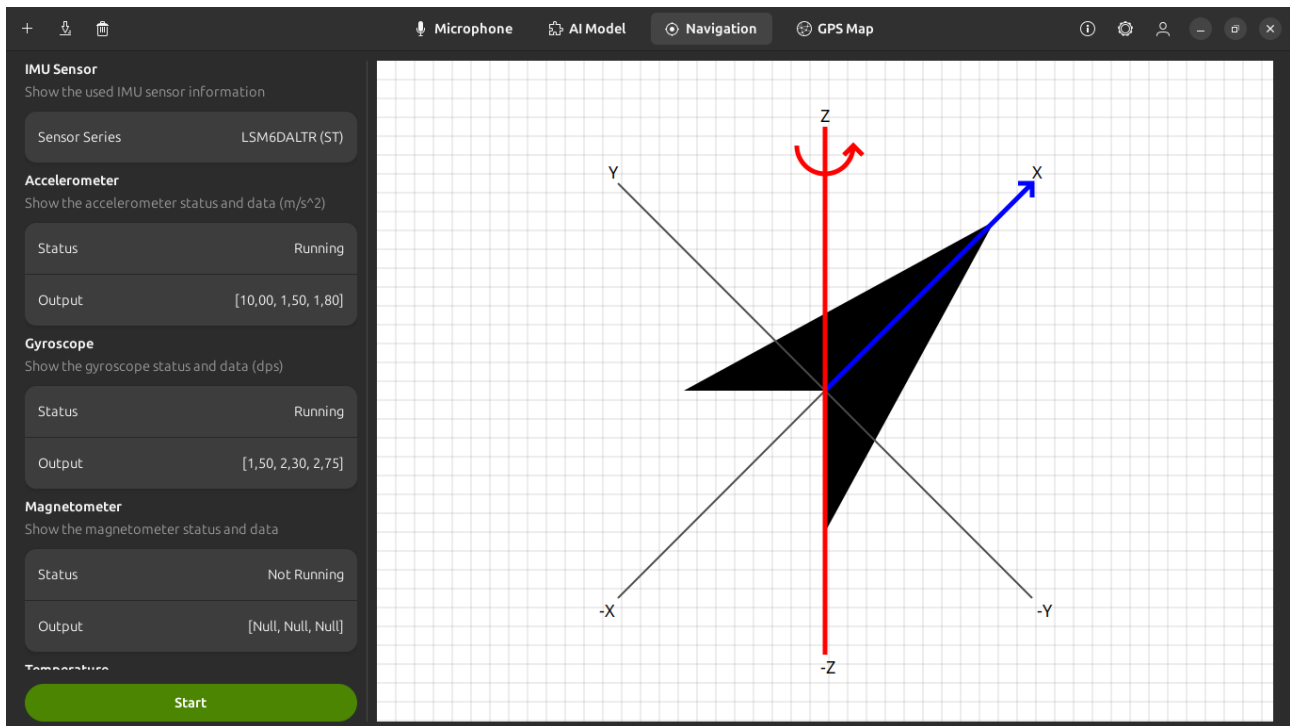 Microphone AI Model Navigation GPS Map
IMU Sensor
Show the used IMU sensor information
Sensor Series LSM6DALTR (ST)
Accelerometer
Show the accelerometer status and data (m/s^2)
Status Running
Output [10,00, 1,50, 1,80]
Gyroscope
Show the gyroscope status and data (dps)
Status Running
Output [1,50, 2,30, 2,75]
Magnetometer
Show the magnetometer status and data
Status Not Running
Output [Null, Null, Null]
Temperature
Start
Z
Y X
-X -Y
-Z